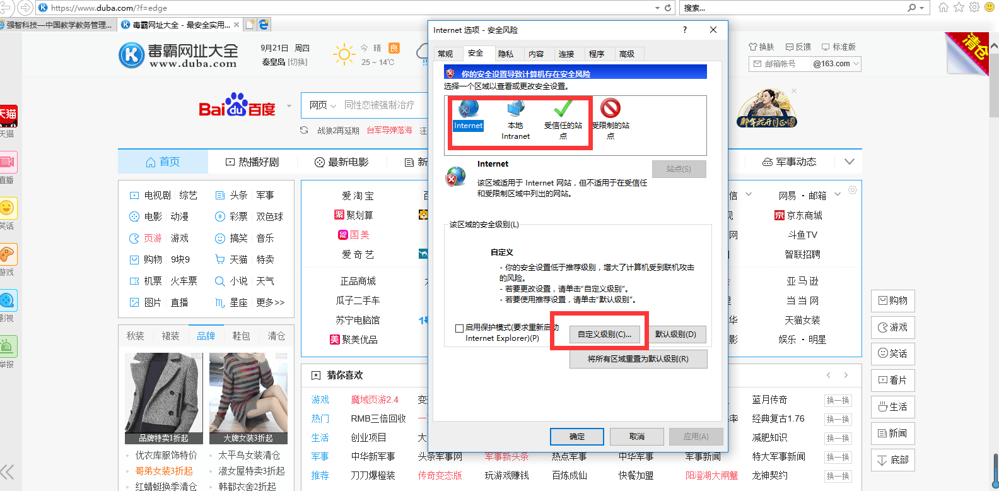 https://www.duba.com/?f=edge
搜索...
强智科技—中国教学教务管理...
毒霸网址大全 - 最安全实用...
Internet 选项 - 安全风险
?
常规
安全
隐私
内容
连接
程序
高级
你的安全设置导致计算机存在安全风险
选择一个区域以查看或更改安全设置。
Internet
本地
Intranet
受信任的站
点
受限制的站
点
Internet
站点(S)
该区域适用于 Internet 网站，但不适用于在受信任
和受限制区域中列出的网站。
该区域的安全级别(L)
自定义
- 你的安全设置低于推荐级别，增大了计算机受到联机攻击
的风险。
- 若要更改设置，请单击“自定义级别”。
- 若要使用推荐设置，请单击“默认级别”。
启用保护模式(要求重新启动
Internet Explorer)(P)
自定义级别(C)...
默认级别(D)
将所有区域重置为默认级别(R)
确定
取消
应用(A)
毒霸网址大全
www.duba.com
9月21日 周四
秦皇岛 [切换]
今 晴 良
25 ~ 14℃
换肤
反馈
标准版
邮箱帐号
@163.com
清仓
Bai百度
网页
同性恋被强制治疗
战狼2再延期
台军导弹落海
汪
那年花开月正圆
首页
热播好剧
最新电影
新
军事动态
天猫
天猫
直播
笑话
游戏
影视
举报
电视剧 综艺
头条 军事
电影 动漫
彩票 双色球
页游 游戏
搞笑 音乐
购物 9块9
天猫 特卖
机票 火车票
小说 天气
图片 直播
星座 更多>>
爱 淘 宝
聚划算
国 美
爱 奇 艺
正品商城
瓜子二手车
苏宁电脑馆
聚美优品
信
网易 · 邮箱
京东商城
网
斗鱼TV
智联招聘
亚 马 逊
当 当 网
华
天猫女装
影
娱乐 · 明星
秋装
裙装
品牌
鞋包
清仓
品牌特卖1折起
大牌女装3折起
优衣库服饰特价
太平鸟女装清仓
哥弟女装3折起
淑女屋特卖3折起
红蜻蜓换季清仓
韩都衣舍2折起
猜你喜欢
游戏
魔域页游2.4
变
蓝月传奇
换一换
热门
RMB三倍回收
一
率
经典复古1.76
换一换
生活
创业项目
大
减肥知识
换一换
军事
中华新军事
头条军事网
军事新头条
热点军事
中华军事
军事新闻
特大军事新闻
换一换
推荐
刀刀爆橙装
传奇变态版
玩游戏赚钱
百炼成仙
快餐加盟
阳澄湖大闸蟹
龙神契约
换一换
购物
游戏
笑话
看片
生活
新闻
底部